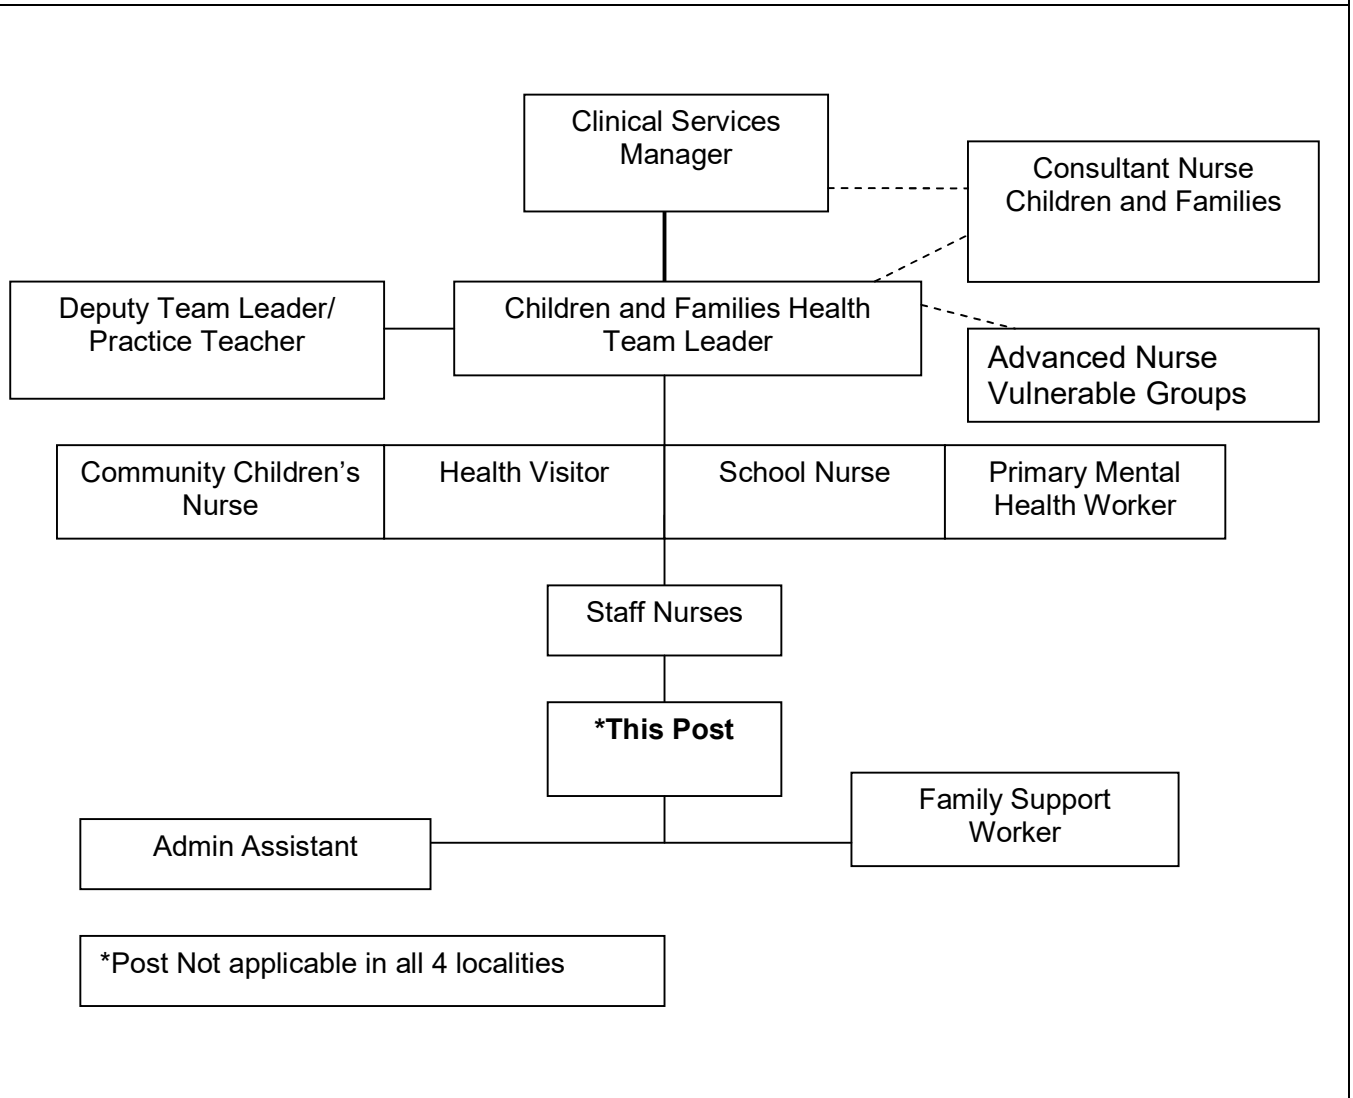 Clinical Services
Manager
Consultant Nurse
Children and Families
Deputy Team Leader/
Practice Teacher
Children and Families Health
Team Leader
Advanced Nurse
Vulnerable Groups
Community Children’s
Nurse
Health Visitor
School Nurse
Primary Mental
Health Worker
Staff Nurses
*This Post
Family Support
Worker
Admin Assistant
*Post Not applicable in all 4 localities